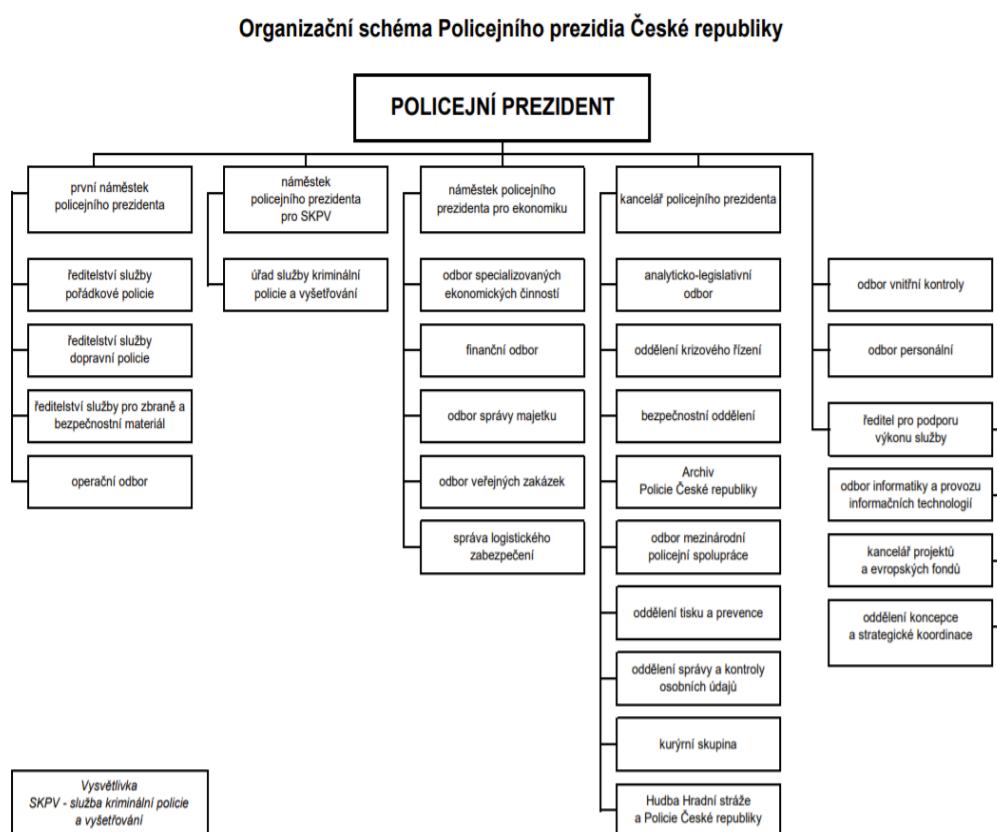 Organizační schéma Policejního prezidia České republiky
POLICEJNÍ PREZIDENT
první náměstek
policejního prezidenta
ředitelství služby
pořádkové policie
ředitelství služby
dopravní policie
ředitelství služby pro zbraně a
bezpečnostní materiál
operační odbor
náměstek
policejního prezidenta
pro SKPV
úřad služby kriminální
policie a vyšetřování
náměstek policejního
prezidenta pro ekonomiku
odbor specializovaných
ekonomických činností
finanční odbor
odbor správy majetku
odbor veřejných zakázek
správa logistického
zabezpečení
kancelář policejního prezidenta
analyticko-legislativní
odbor
oddělení krizového řízení
bezpečnostní oddělení
Archiv
Policie České republiky
odbor mezinárodní
policejní spolupráce
oddělení tisku a prevence
oddělení správy a kontroly
osobních údajů
kurýrní skupina
Hudba Hradní stráže
a Policie České republiky
odbor vnitřní kontroly
odbor personální
ředitel pro podporu
výkonu služby
odbor informatiky a provozu
informačních technologií
kancelář projektů
a evropských fondů
oddělení koncepce
a strategické koordinace
Vysvětlivka
SKPV - služba kriminální policie
a vyšetřování